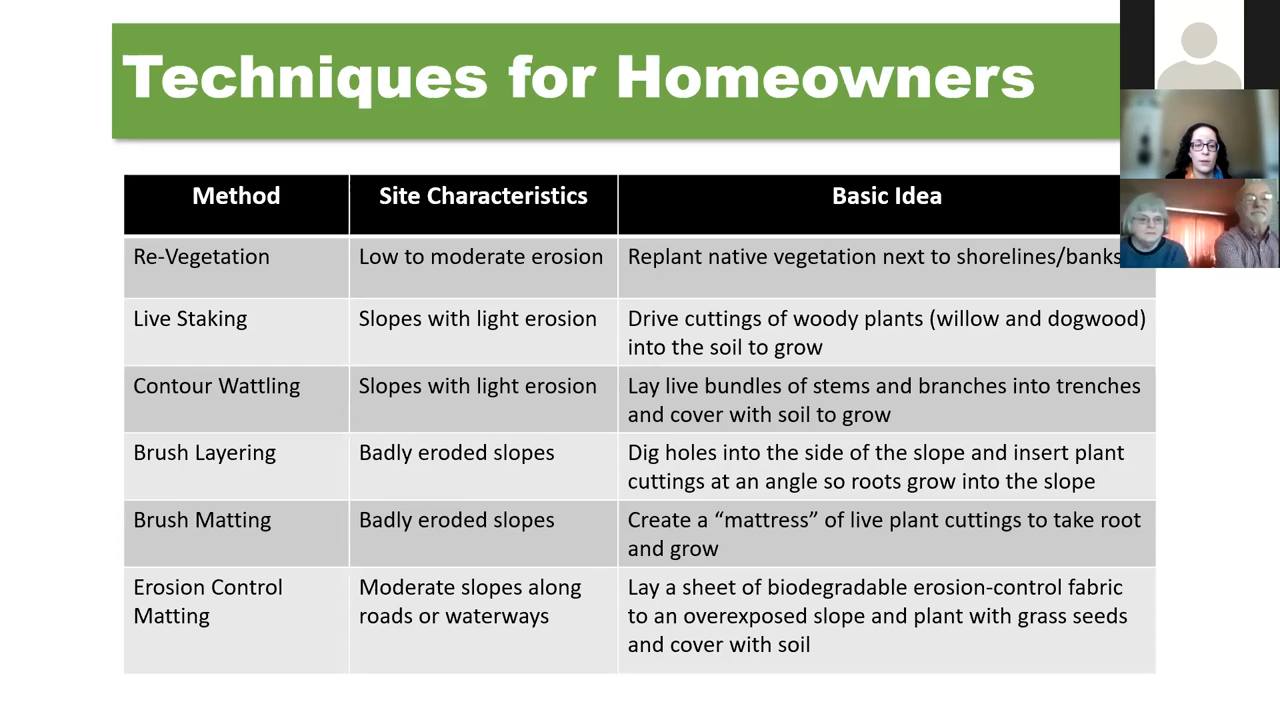 Techniques for Homeowners
Method
Site Characteristics
Basic Idea
Re-Vegetation
Low to moderate erosion
Replant native vegetation next to shorelines/banks
Live Staking
Slopes with light erosion
Drive cuttings of woody plants (willow and dogwood)
into the soil to grow
Contour Wattling
Slopes with light erosion
Lay live bundles of stems and branches into trenches
and cover with soil to grow
Brush Layering
Badly eroded slopes
Dig holes into the side of the slope and insert plant
cuttings at an angle so roots grow into the slope
Brush Matting
Badly eroded slopes
Create a “mattress” of live plant cuttings to take root
and grow
Erosion Control
Matting
Moderate slopes along
roads or waterways
Lay a sheet of biodegradable erosion-control fabric
to an overexposed slope and plant with grass seeds
and cover with soil